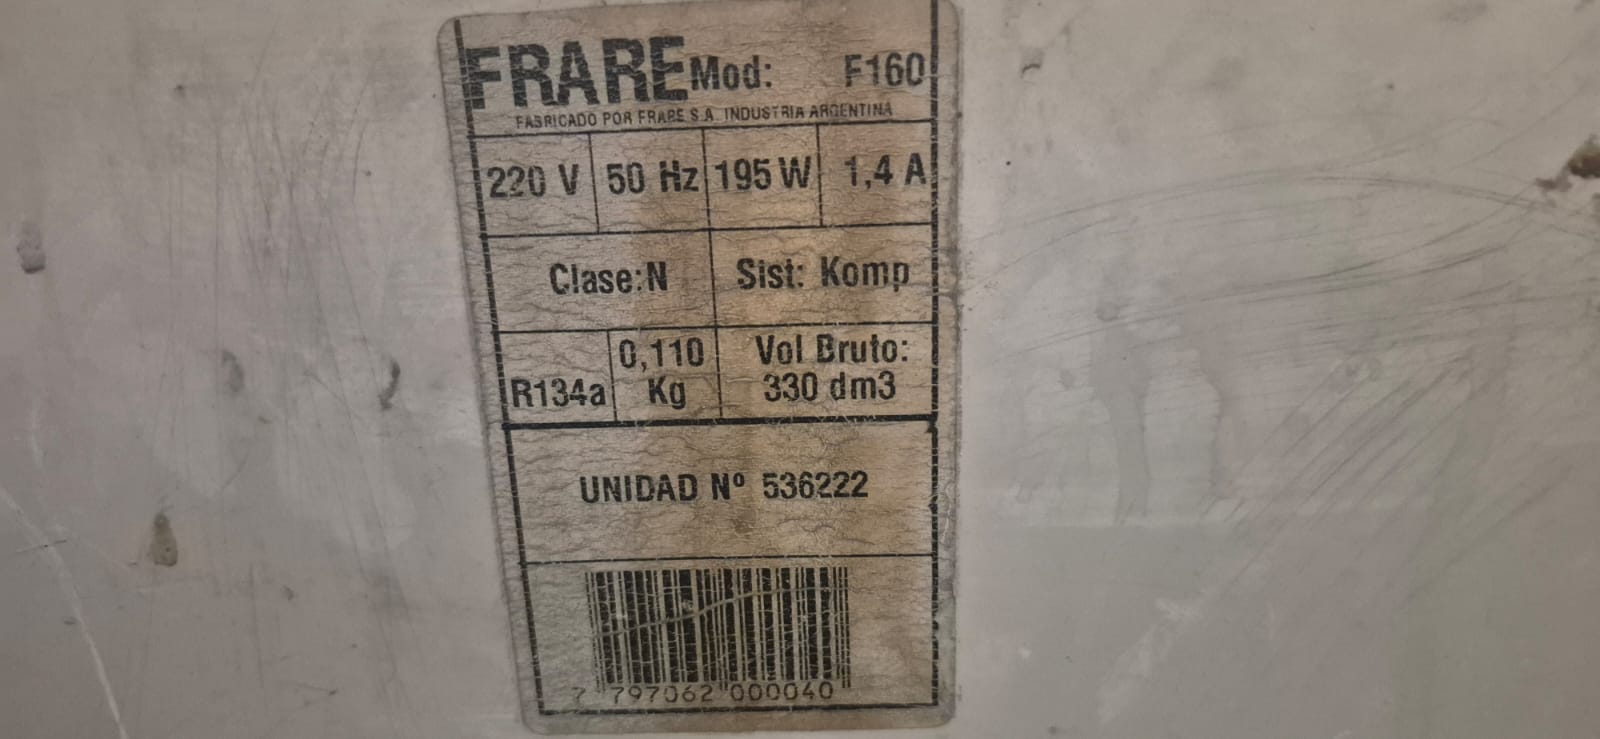 FRARE Mod: F160
FABRICADO POR FRARE S.A. INDUSTRIA ARGENTINA
220 V 50 Hz 195 W 1,4 A
Clase: N Sist: Komp
R134a 0,110 Kg Vol Bruto: 330 dm3
UNIDAD Nº 536222
7 797062 000040